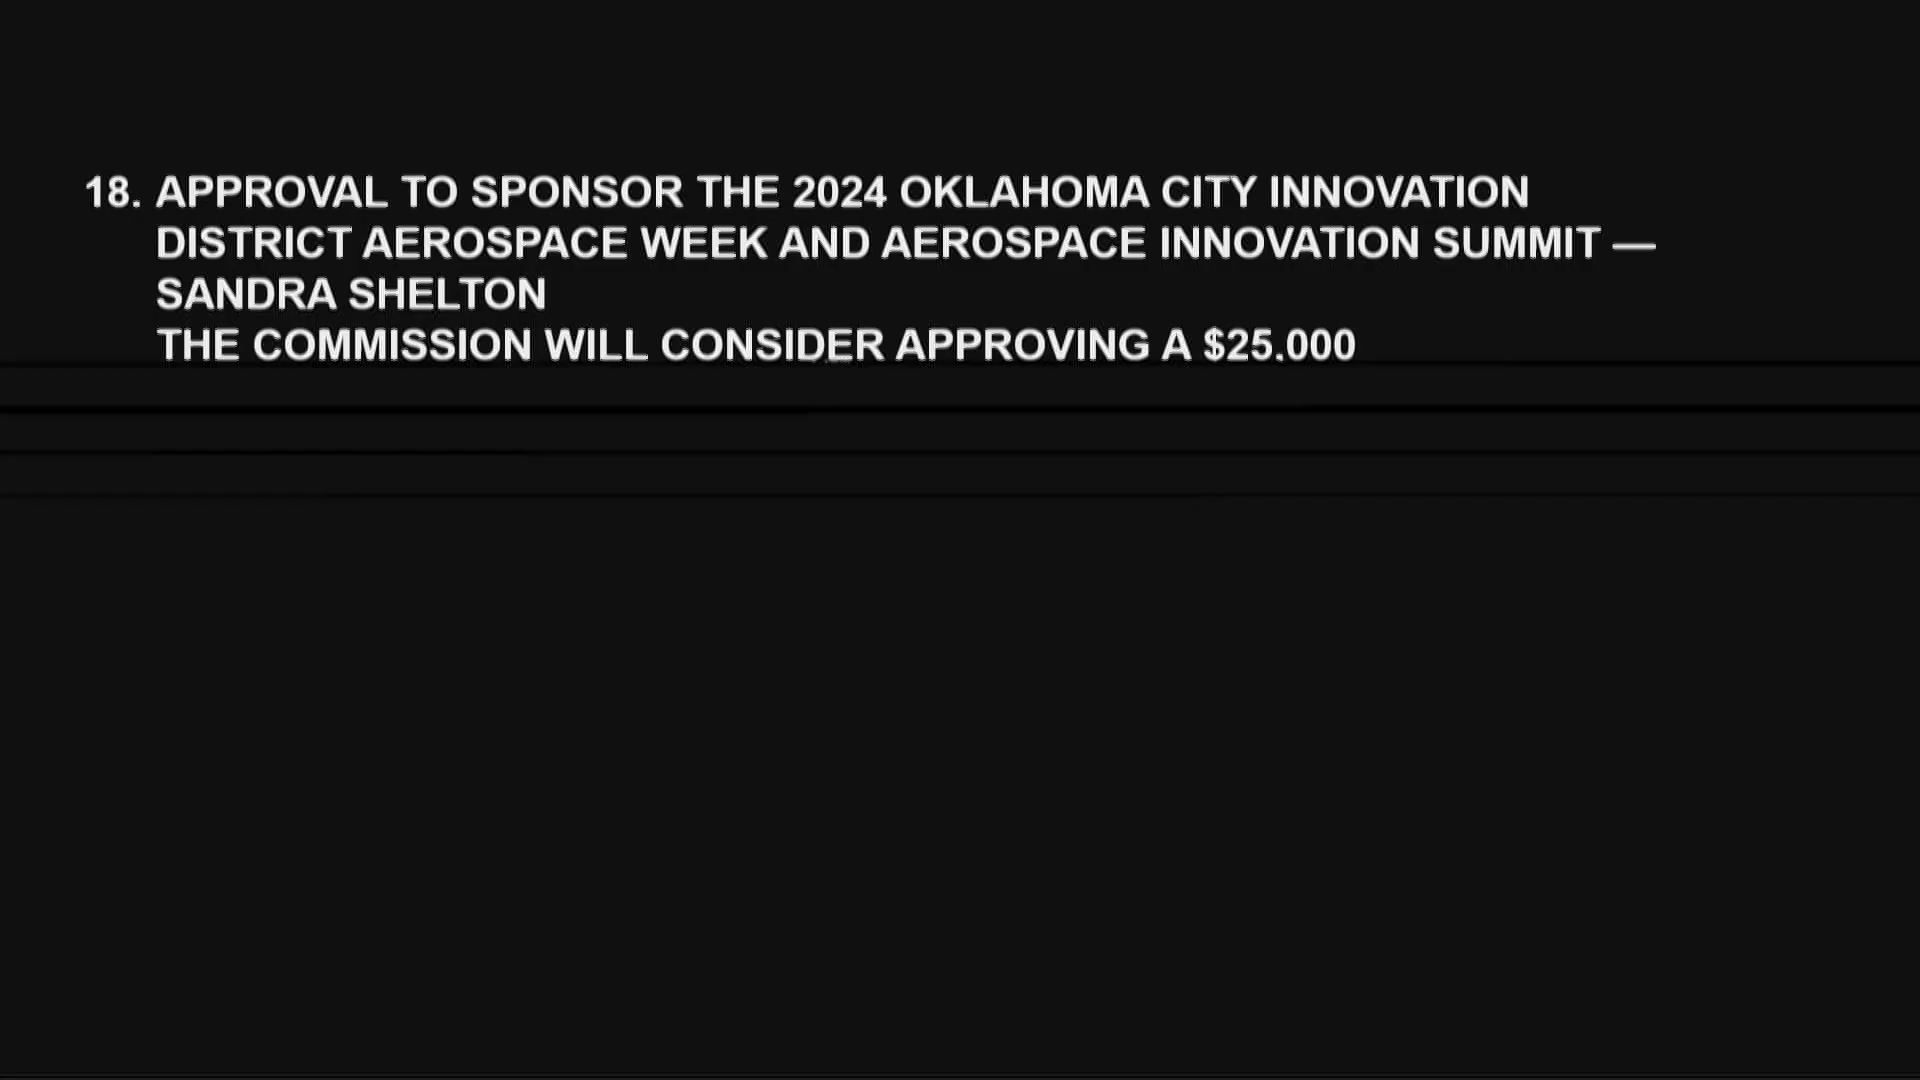 18. APPROVAL TO SPONSOR THE 2024 OKLAHOMA CITY INNOVATION
DISTRICT AEROSPACE WEEK AND AEROSPACE INNOVATION SUMMIT —
SANDRA SHELTON
THE COMMISSION WILL CONSIDER APPROVING A $25,000